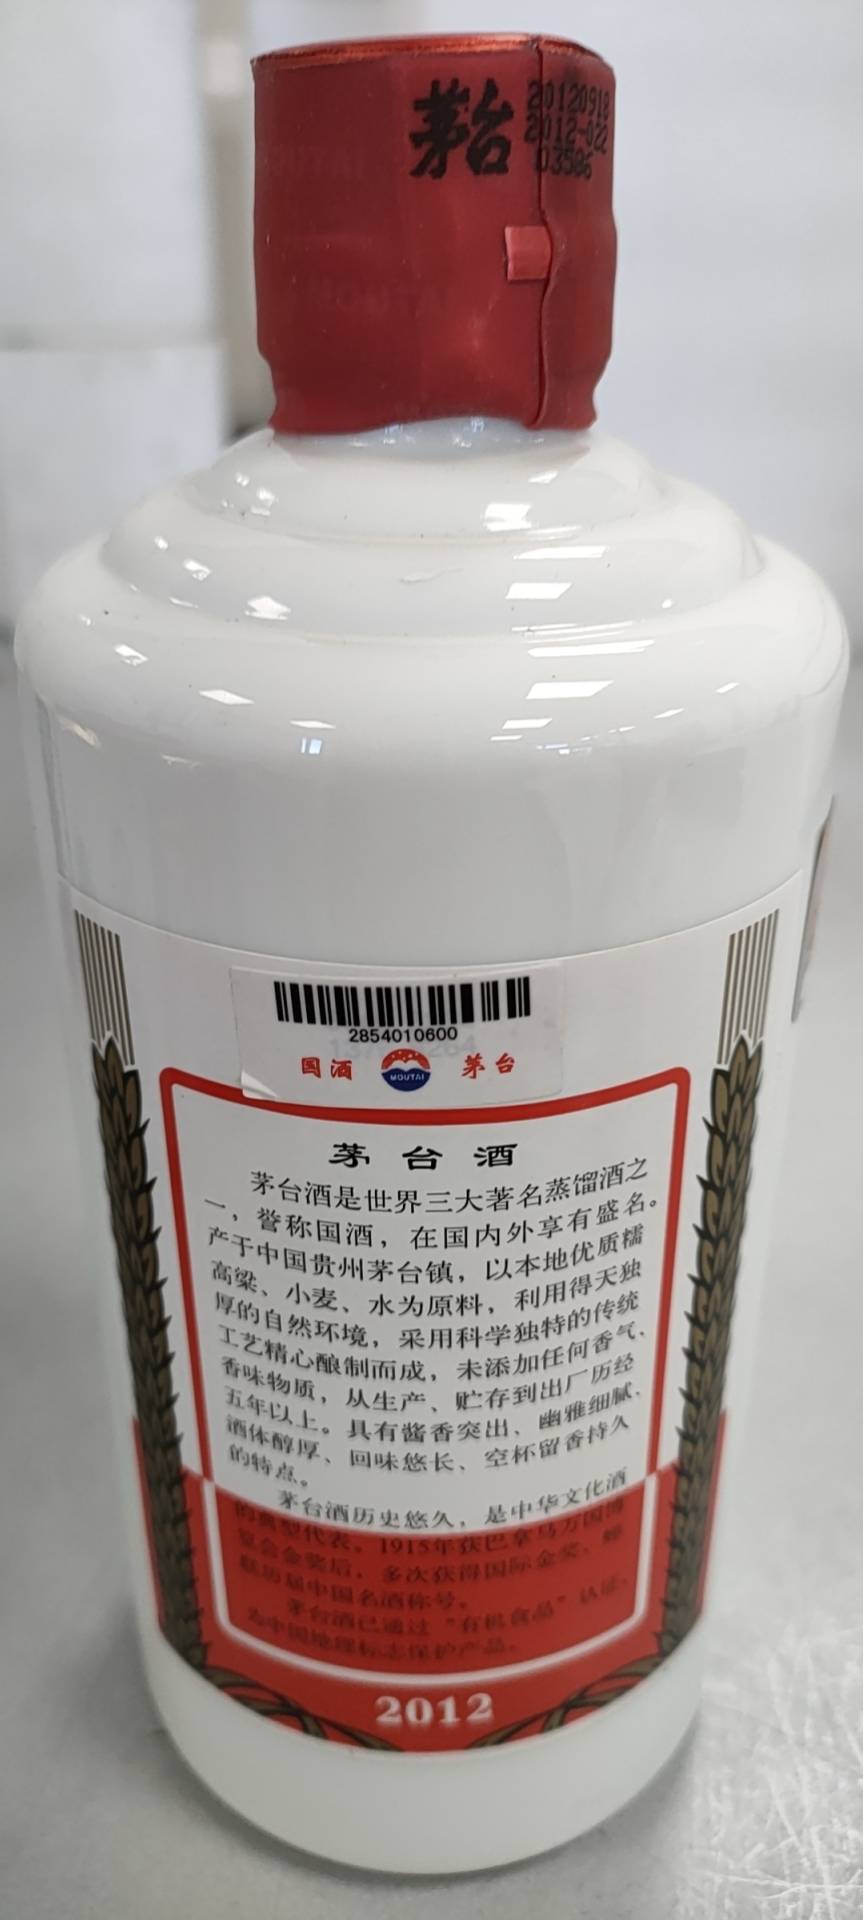 茅台
20120918
2012-022
03586
MOUTAI
2854010600
国酒 MOUTAI 茅台
茅台酒
茅台酒是世界三大著名蒸馏酒之
一，誉称国酒，在国内外享有盛名。
产于中国贵州茅台镇，以本地优质糯
高粱、小麦、水为原料，利用得天独
厚的自然环境，采用科学独特的传统
工艺精心酿制而成，未添加任何香气、
香味物质，从生产、贮存到出厂历经
五年以上。具有酱香突出、幽雅细腻、
酒体醇厚、回味悠长、空杯留香持久
的特点。
茅台酒历史悠久，是中华文化酒
的典型代表。1915年获巴拿马万国博
览会金奖后，多次获得国际金奖，蝉
联历届中国名酒称号。
茅台酒已通过“有机食品”认证，
为中国地理标志保护产品。
2012